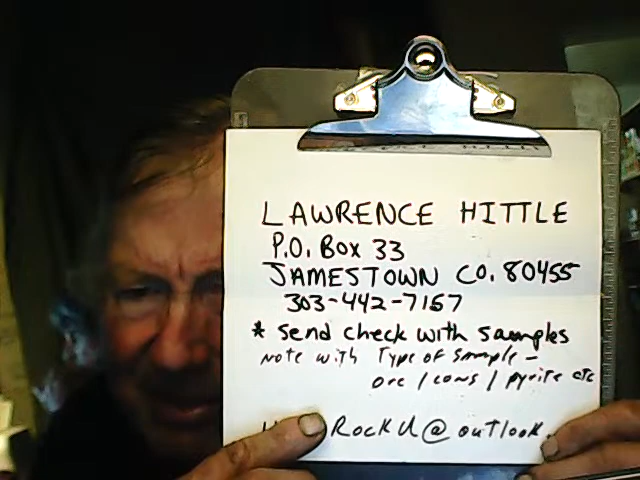 LAWRENCE HITTLE
P.O. BOX 33
JAMESTOWN CO. 80455
303-442-7167
* Send check with samples
note with Type of Sample -
ore / cons / pyrite etc
RockU@outlook.